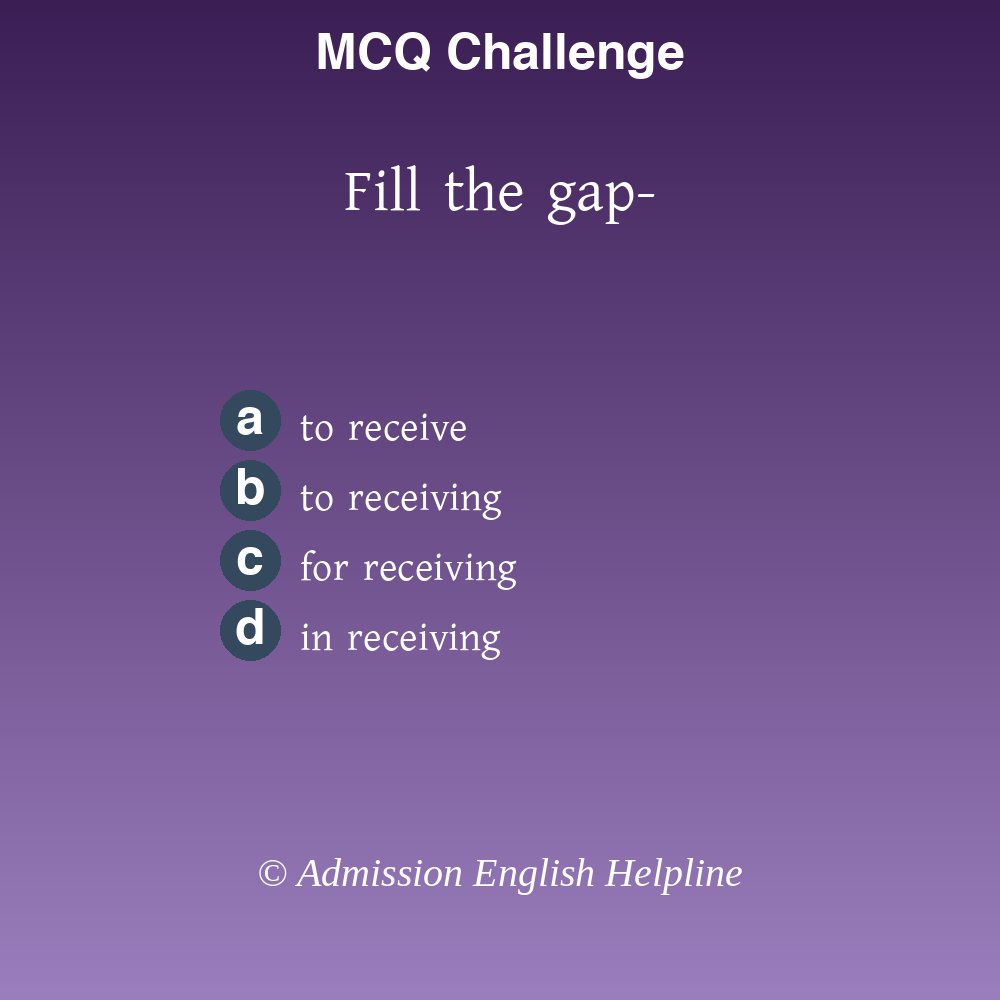 MCQ Challenge
Fill the gap-
a to receive
b to receiving
c for receiving
d in receiving
© Admission English Helpline